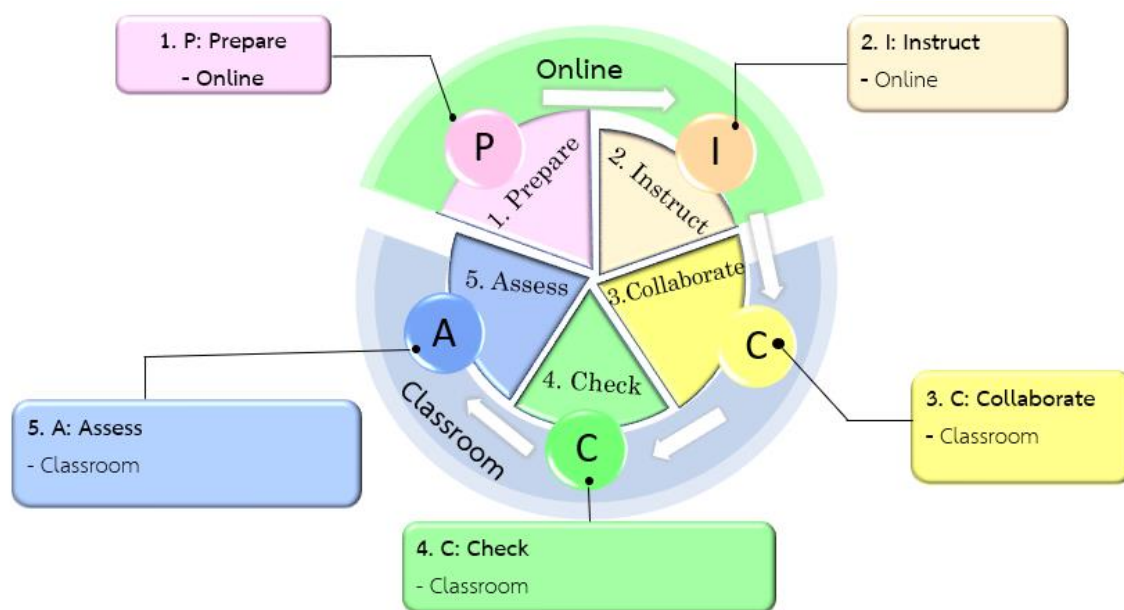 1. P: Prepare
- Online
2. I: Instruct
- Online
Online
P
I
1. Prepare
2. Instruct
5. Assess
3.Collaborate
A
C
4. Check
Classroom
C
3. C: Collaborate
- Classroom
5. A: Assess
- Classroom
4. C: Check
- Classroom